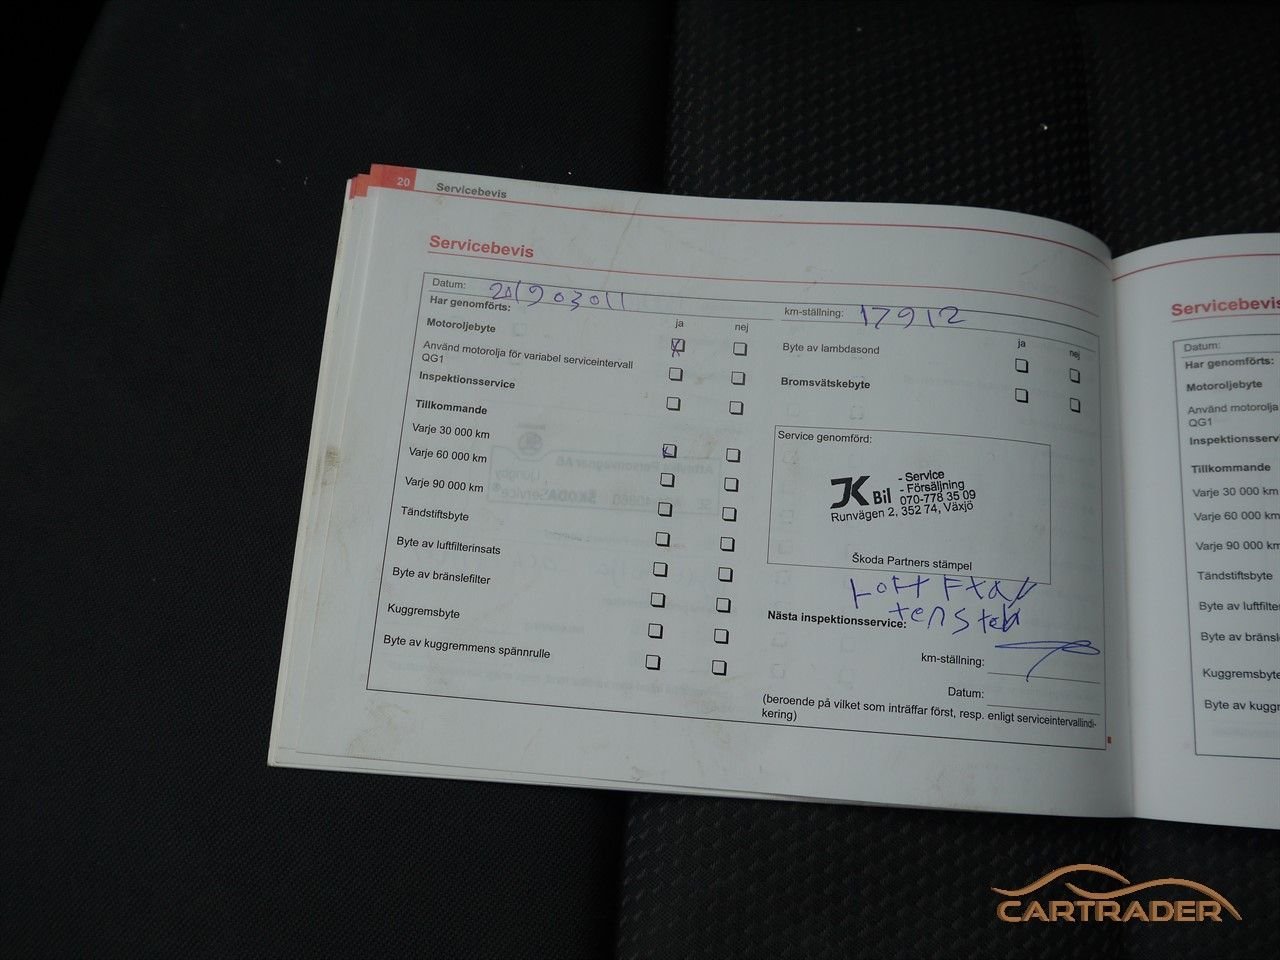 20 Servicebevis
Servicebevis
Datum: 201903011
km-ställning: 17912
Har genomförts:
ja nej
ja nej
Motoroljebyte
Byte av lambdasond
Använd motorolja för variabel serviceintervall
QG1
Bromsvätskebyte
Inspektionsservice
Tillkommande
Varje 30 000 km
Varje 60 000 km
Varje 90 000 km
Tändstiftsbyte
Byte av luftfilterinsats
Byte av bränslefilter
Kuggremsbyte
Byte av kuggremmens spännrulle
Service genomförd:
JK Bil
- Service
- Försäljning
070-778 35 09
Runvägen 2, 352 74, Växjö
Škoda Partners stämpel
Nästa inspektionsservice:
km-ställning:
Datum:
(beroende på vilket som inträffar först, resp. enligt serviceintervallindi-
kering)
Servicebevis
Datum:
Har genomförts:
Motoroljebyte
Använd motorolja
QG1
Inspektionsserv
Tillkommande
Varje 30 000 km
Varje 60 000 km
Varje 90 000 km
Tändstiftsbyte
Byte av luftfilte
Byte av bränsle
Kuggremsbyte
Byte av kuggr
CARTRADER